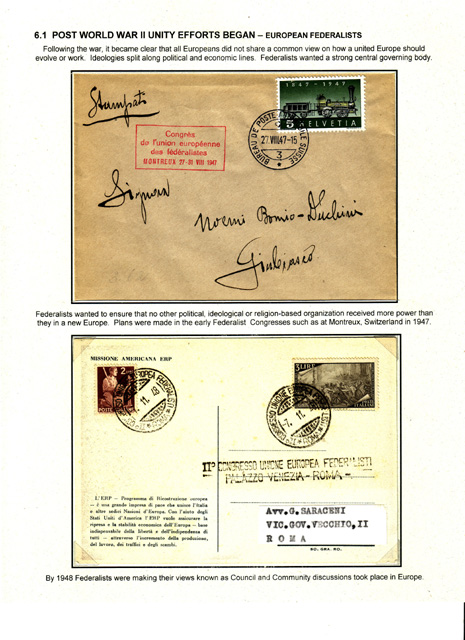 6.1 POST WORLD WAR II UNITY EFFORTS BEGAN – EUROPEAN FEDERALISTS
Following the war, it became clear that all Europeans did not share a common view on how a united Europe should
evolve or work. Ideologies split along political and economic lines. Federalists wanted a strong central governing body.
Stampato
1847-1947
5 HELVETIA
BUREAU DE POSTE SUISSE
27.VIII.47-15
3
Congrès
de l'union européenne
des fédéralistes
MONTREUX 27-31 VIII 1947
Noemi
Giubiasco
Federalists wanted to ensure that no other political, ideological or religion-based organization received more power than
they in a new Europe. Plans were made in the early Federalist Congresses such as at Montreux, Switzerland in 1947.
MISSIONE AMERICANA ERP
3 LIRE
POSTE
EUROPEA FEDERALISTI
CONGRESSO UNIONE EUROPEA
II° CONGRESSO UNIONE EUROPEA FEDERALISTI
PALAZZO VENEZIA - ROMA -
L'ERP - Programma di Ricostruzione europea
- è una grande impresa di pace che unisce l'Italia
e altre sedici Nazioni d'Europa. Con l'aiuto degli
Stati Uniti d'America l'ERP vuole assicurare la
ripresa e la stabilità economica dell'Europa - base
indispensabile della libertà e dell'indipendenza di
tutti - attraverso l'incremento della produzione,
del lavoro, dei traffici e degli scambi.
AVV.G.SARACENI
VIC.GOV.VECCHIO,II
ROMA
SO. GRA. RO.
By 1948 Federalists were making their views known as Council and Community discussions took place in Europe.